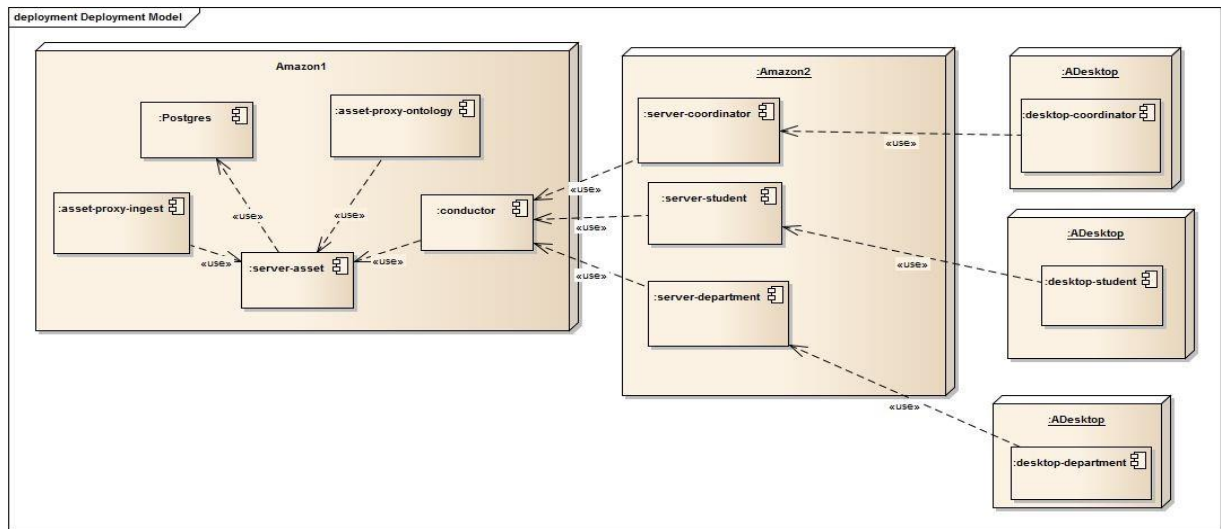 deployment Deployment Model
Amazon1
:Postgres
:asset-proxy-ontology
:asset-proxy-ingest
:conductor
:server-asset
«use»
«use»
«use»
«use»
:Amazon2
:server-coordinator
:server-student
:server-department
«use»
«use»
«use»
:ADesktop
:desktop-coordinator
«use»
:ADesktop
:desktop-student
«use»
:ADesktop
:desktop-department
«use»